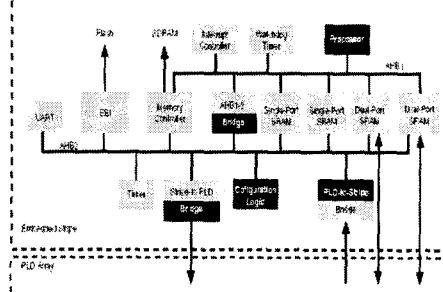 Flash
SDRAM
Interrupt
Controller
Watchdog
Timer
Processor
AHB1
UART
EBI
Memory
Controller
AHB1-2
Bridge
Single-Port
SRAM
Single-Port
SRAM
Dual-Port
SRAM
Dual-Port
SRAM
AHB2
Timer
Stripe-to-PLD
Bridge
Configuration
Logic
PLD-to-Stripe
Bridge
Embedded Stripe
PLD Array